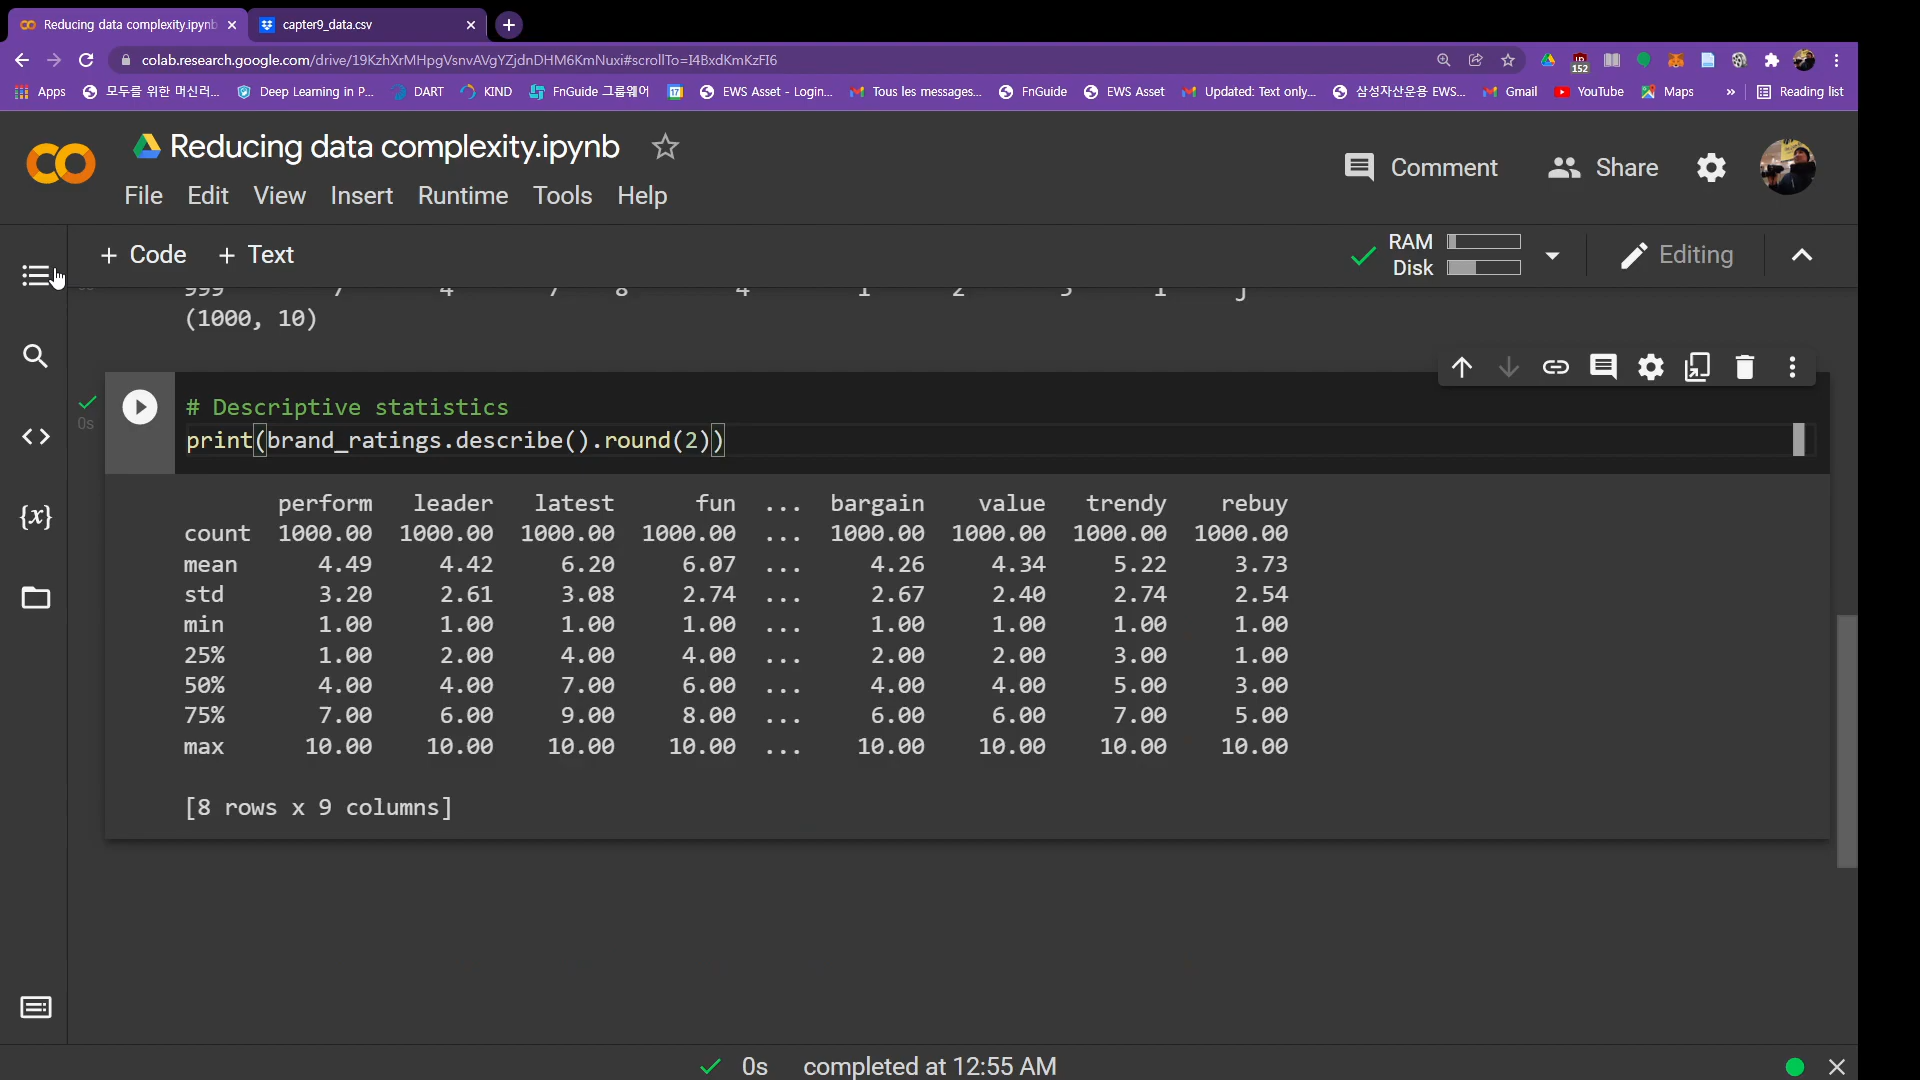 Reducing data complexity.ipynb
capter9_data.csv
colab.research.google.com/drive/19KzhXrMHpgVsnvAVgYZjdnDHM6KmNuxi#scrollTo=I4BxdKmKzFI6
152
Apps 모두를 위한 머신러... Deep Learning in P... DART KIND FnGuide 그룹웨어 17 EWS Asset - Login... Tous les messages... FnGuide EWS Asset Updated: Text only... 삼성자산운용 EWS... Gmail YouTube Maps » Reading list
Reducing data complexity.ipynb
Comment Share
File Edit View Insert Runtime Tools Help
+ Code + Text
RAM
Disk
Editing
999 7 4 7 8 4 1 2 5 1 j
(1000, 10)
# Descriptive statistics
0s
print(brand_ratings.describe().round(2))
perform leader latest fun ... bargain value trendy rebuy
count 1000.00 1000.00 1000.00 1000.00 ... 1000.00 1000.00 1000.00 1000.00
mean 4.49 4.42 6.20 6.07 ... 4.26 4.34 5.22 3.73
std 3.20 2.61 3.08 2.74 ... 2.67 2.40 2.74 2.54
min 1.00 1.00 1.00 1.00 ... 1.00 1.00 1.00 1.00
25% 1.00 2.00 4.00 4.00 ... 2.00 2.00 3.00 1.00
50% 4.00 4.00 7.00 6.00 ... 4.00 4.00 5.00 3.00
75% 7.00 6.00 9.00 8.00 ... 6.00 6.00 7.00 5.00
max 10.00 10.00 10.00 10.00 ... 10.00 10.00 10.00 10.00
[8 rows x 9 columns]
0s completed at 12:55 AM